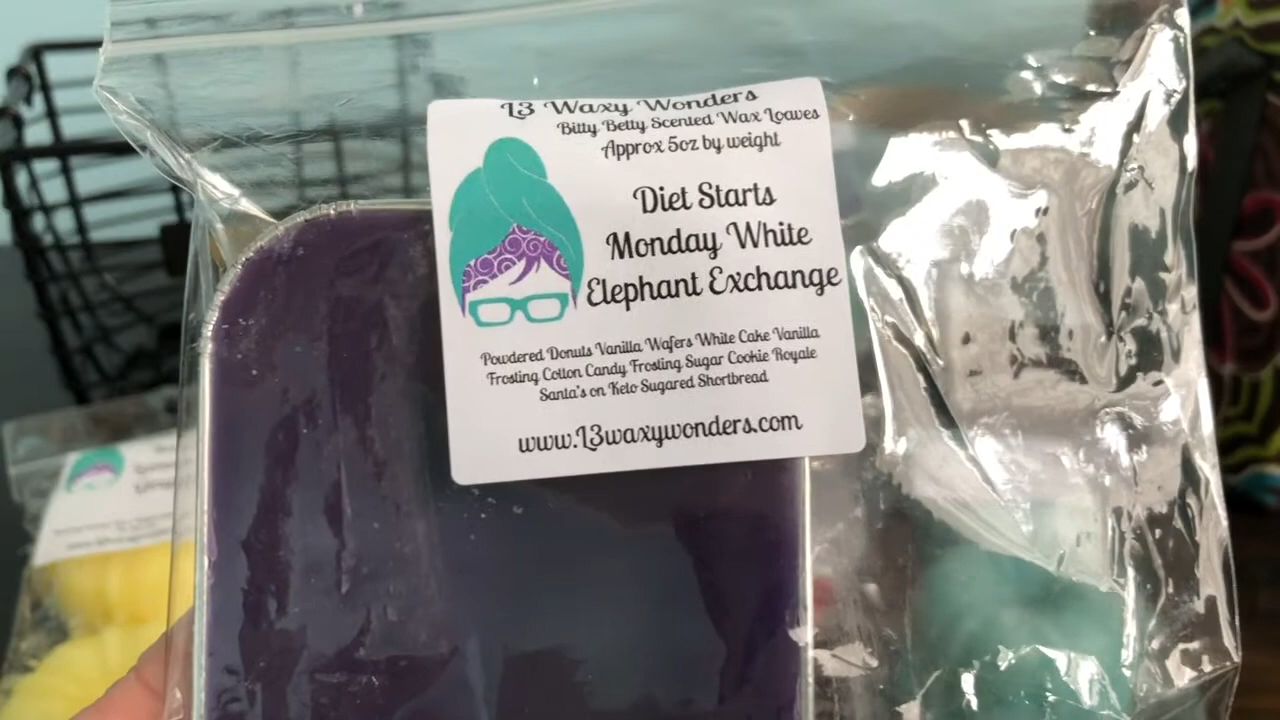 L3 Waxy Wonders
Bitty Betty Scented Wax Loaves
Approx 5oz by weight
Diet Starts
Monday White
Elephant Exchange
Powdered Donuts Vanilla Wafers White Cake Vanilla
Frosting Cotton Candy Frosting Sugar Cookie Royale
Santa's on Keto Sugared Shortbread
www.L3waxywonders.com